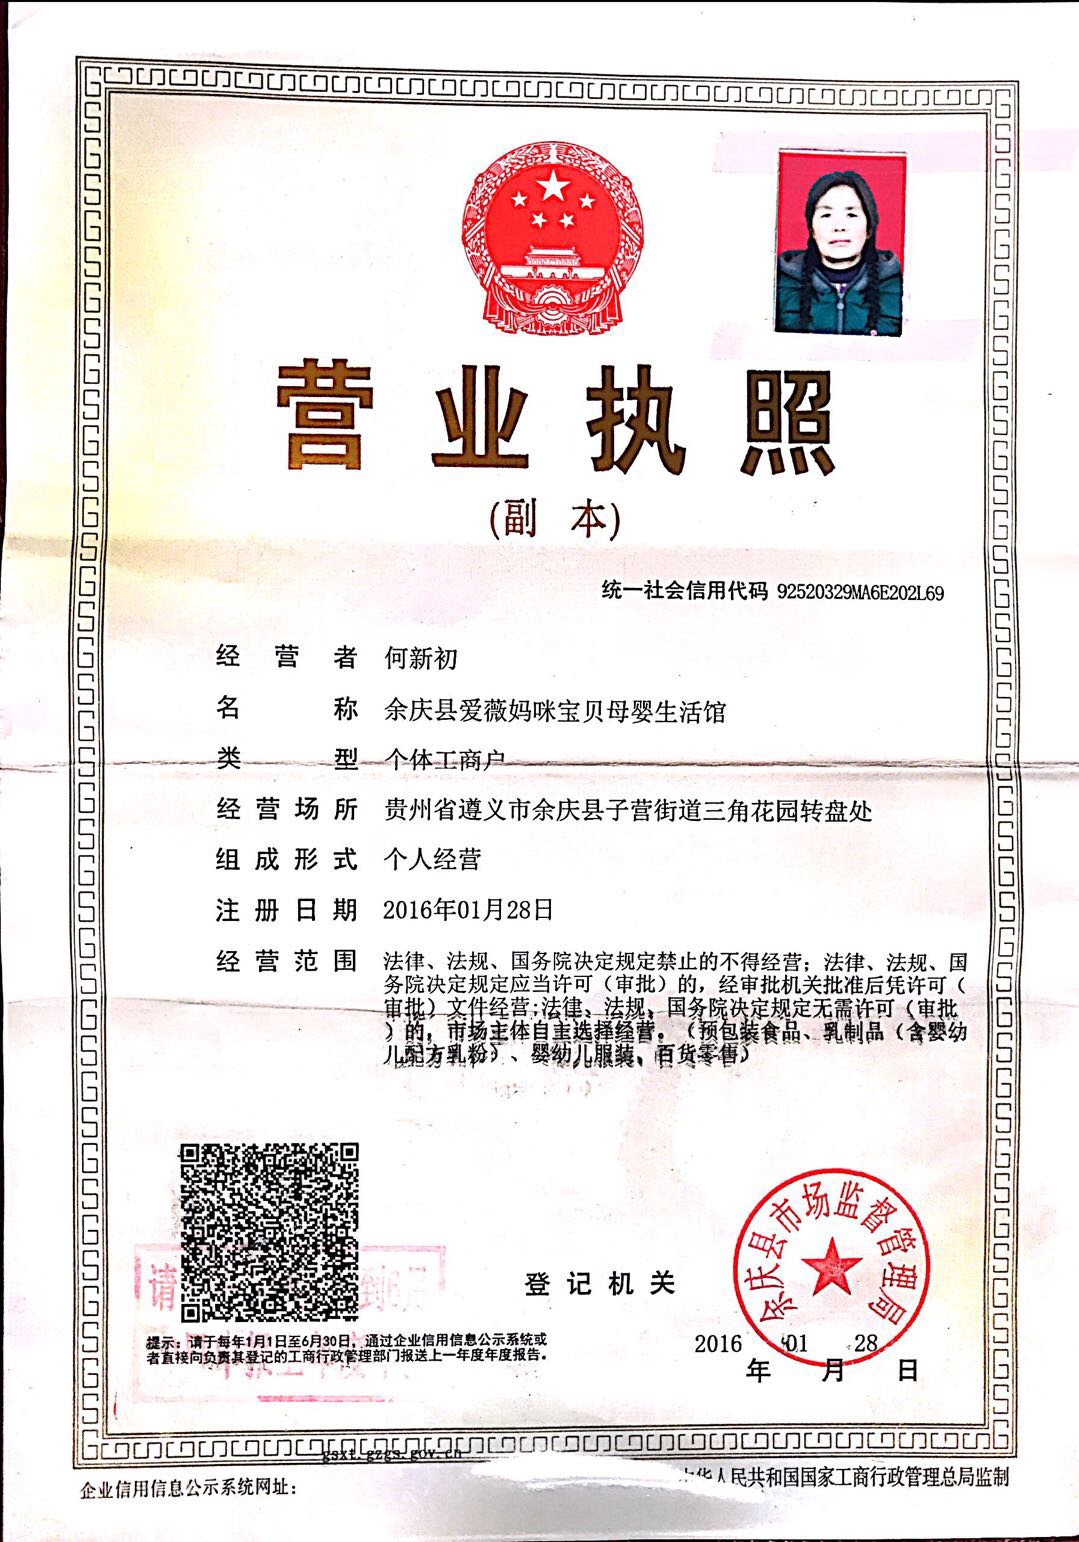 营业执照
(副 本)
统一社会信用代码 92520329MA6E202L69
经营者 何新初
名称 余庆县爱薇妈咪宝贝母婴生活馆
类型 个体工商户
经营场所 贵州省遵义市余庆县子营街道三角花园转盘处
组成形式 个人经营
注册日期 2016年01月28日
经营范围 法律、法规、国务院决定规定禁止的不得经营；法律、法规、国
务院决定规定应当许可（审批）的，经审批机关批准后凭许可（
审批）文件经营;法律、法规、国务院决定规定无需许可（审批
）的，市场主体自主选择经营。（预包装食品、乳制品（含婴幼
儿配方乳粉）、婴幼儿服装、百货零售）
请 到6月
登记机关
余庆县市场监督管理局
提示：请于每年1月1日至6月30日，通过企业信用信息公示系统或
者直接向负责其登记的工商行政管理部门报送上一年度年度报告。
2016 01 28
年 月 日
gsxt.gzgs.gov.cn
企业信用信息公示系统网址：
中华人民共和国国家工商行政管理总局监制